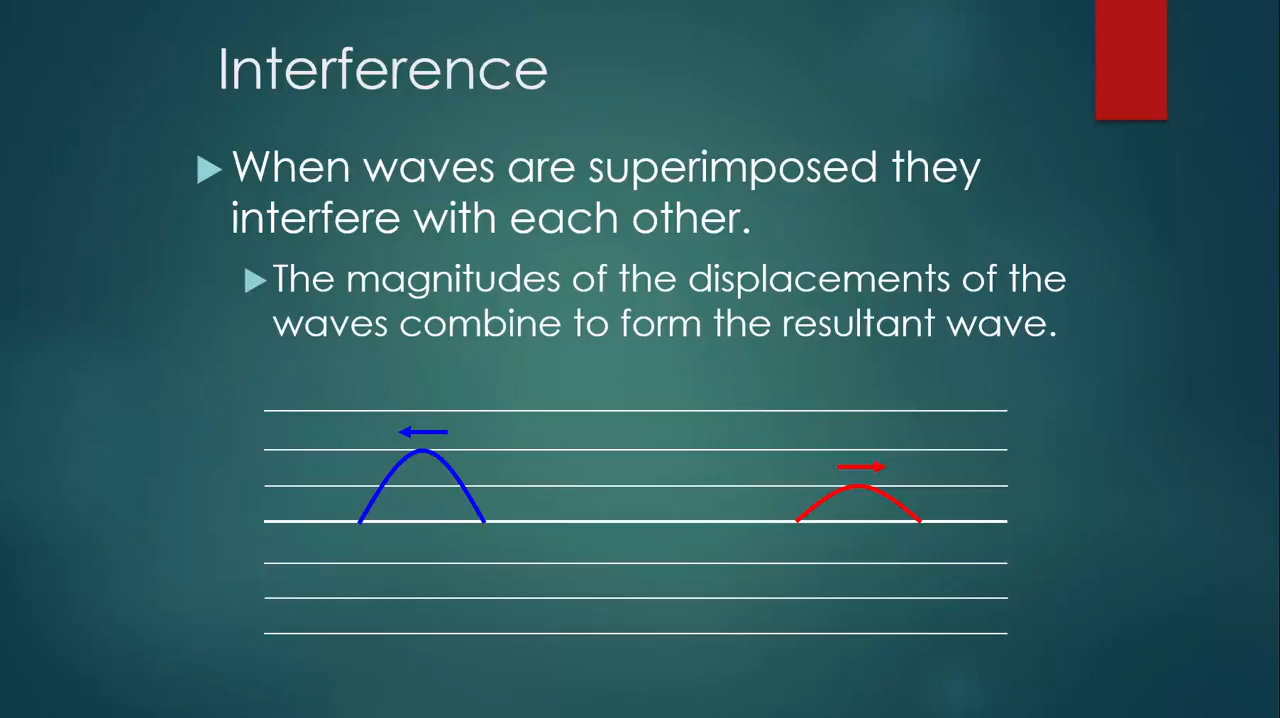 Interference
When waves are superimposed they
interfere with each other.
The magnitudes of the displacements of the
waves combine to form the resultant wave.